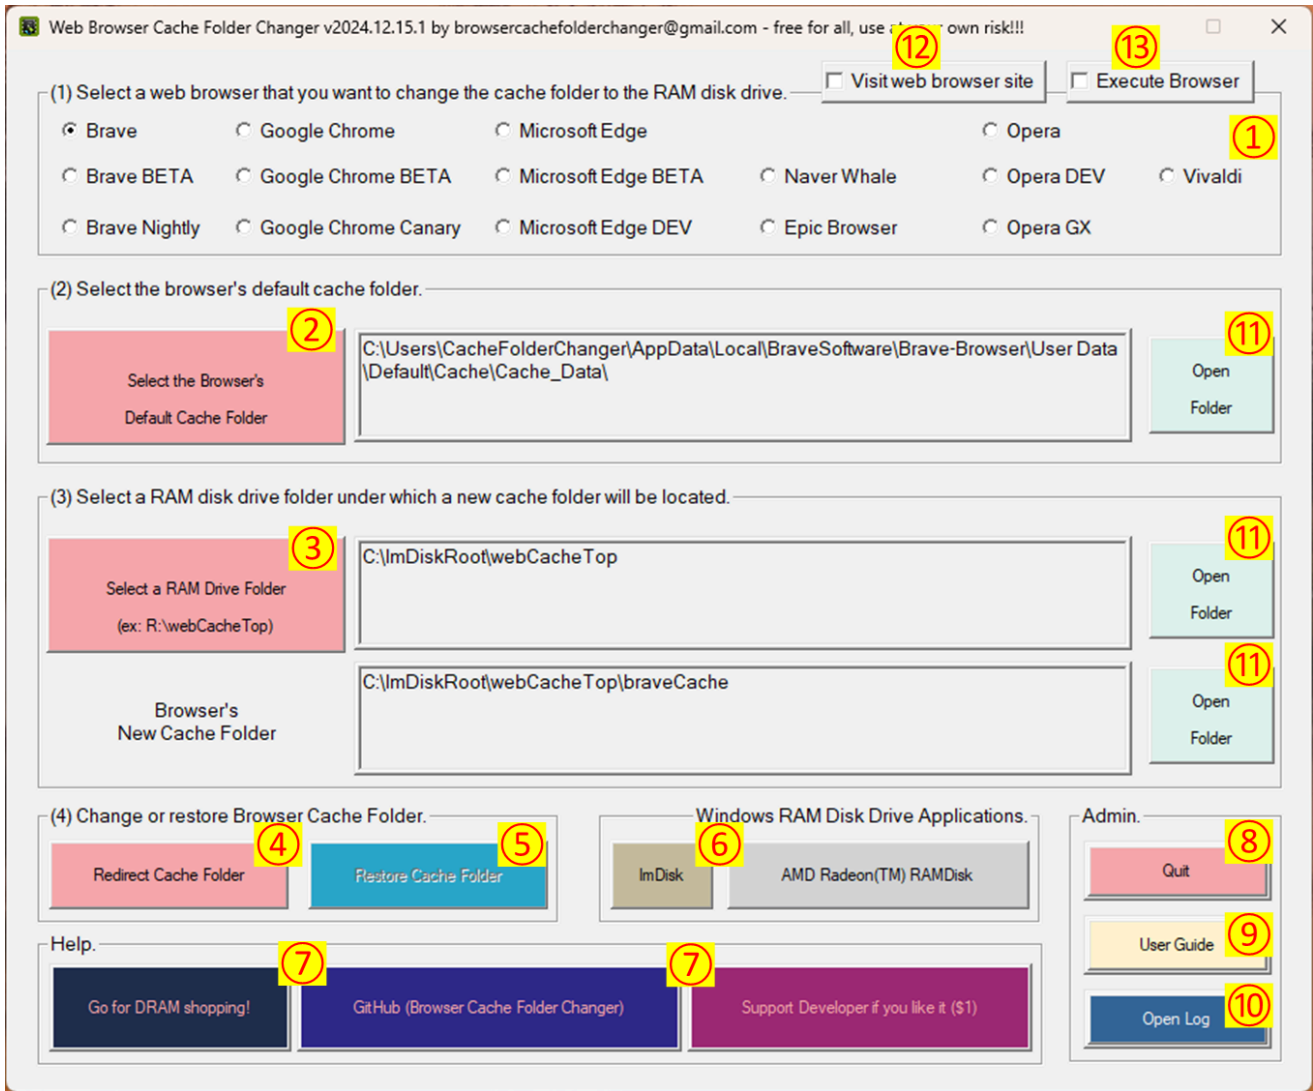 Web Browser Cache Folder Changer v2024.12.15.1 by browsercachefolderchanger@gmail.com - free for all, use own risk!!!
⑫ ⑬
Visit web browser site
Execute Browser
(1) Select a web browser that you want to change the cache folder to the RAM disk drive.
①
Brave Google Chrome Microsoft Edge Opera
Brave BETA Google Chrome BETA Microsoft Edge BETA Naver Whale Opera DEV Vivaldi
Brave Nightly Google Chrome Canary Microsoft Edge DEV Epic Browser Opera GX
(2) Select the browser's default cache folder.
②
Select the Browser's
Default Cache Folder
C:\Users\CacheFolderChanger\AppData\Local\BraveSoftware\Brave-Browser\User Data
\Default\Cache\Cache_Data\
⑪
Open
Folder
(3) Select a RAM disk drive folder under which a new cache folder will be located.
③
Select a RAM Drive Folder
(ex: R:\webCacheTop)
C:\ImDiskRoot\webCacheTop
⑪
Open
Folder
Browser's
New Cache Folder
C:\ImDiskRoot\webCacheTop\braveCache
⑪
Open
Folder
(4) Change or restore Browser Cache Folder.
④
Redirect Cache Folder
⑤
Restore Cache Folder
Windows RAM Disk Drive Applications.
⑥
ImDisk
AMD Radeon(TM) RAMDisk
Admin.
⑧
Quit
⑨
User Guide
⑩
Open Log
Help.
⑦
Go for DRAM shopping!
GitHub (Browser Cache Folder Changer)
⑦
Support Developer if you like it ($1)